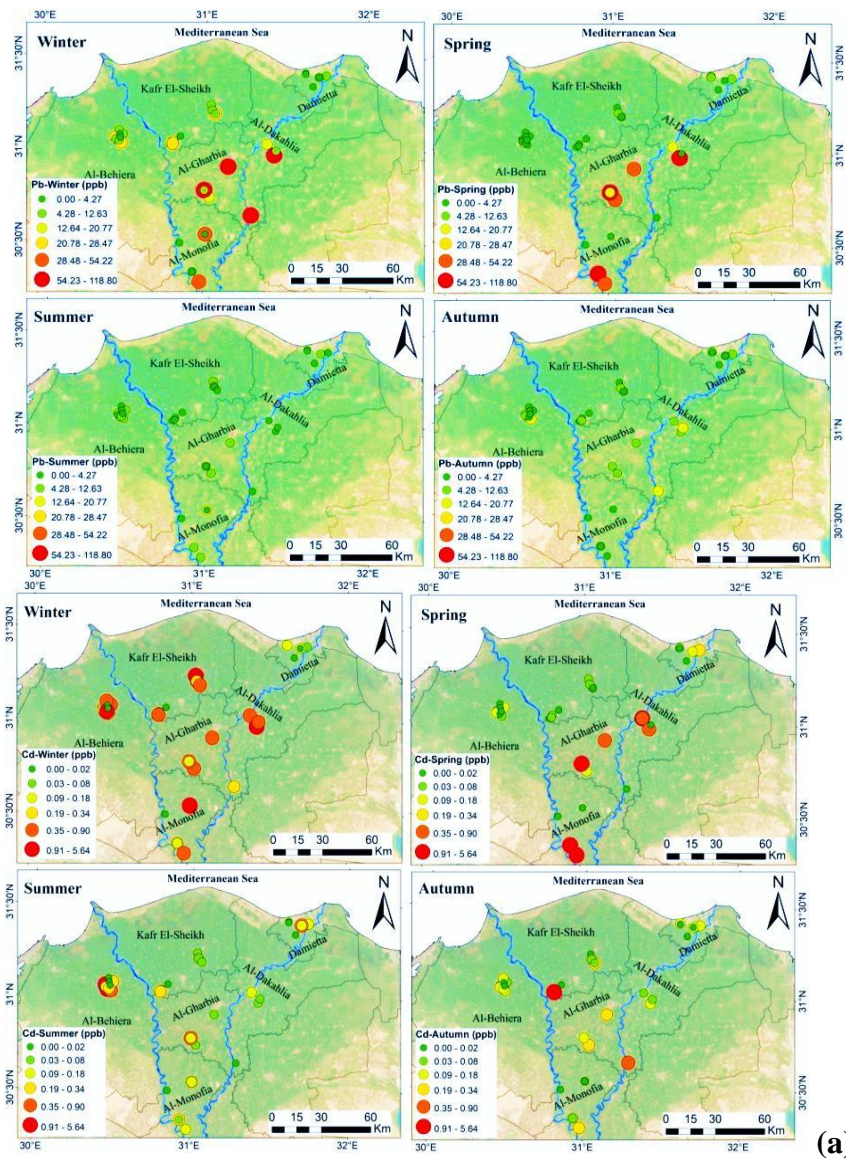 30°E 31°E 32°E
31°30'N
31°N
30°30'N
Winter
Mediterranean Sea
N
Kafr El-Sheikh
Damietta
Al-Dakahlia
Al-Gharbia
Al-Behiera
Al-Monofia
Pb-Winter (ppb)
0.00 - 4.27
4.28 - 12.63
12.64 - 20.77
20.78 - 28.47
28.48 - 54.22
54.23 - 118.80
0 15 30 60
Km
30°E 31°E 32°E
31°30'N
31°N
30°30'N
Spring
Mediterranean Sea
N
Kafr El-Sheikh
Damietta
Al-Dakahlia
Al-Gharbia
Al-Behiera
Al-Monofia
Pb-Spring (ppb)
0.00 - 4.27
4.28 - 12.63
12.64 - 20.77
20.78 - 28.47
28.48 - 54.22
54.23 - 118.80
0 15 30 60
Km
Summer
Mediterranean Sea
N
31°30'N
31°N
30°30'N
Kafr El-Sheikh
Damietta
Al-Dakahlia
Al-Gharbia
Al-Behiera
Al-Monofia
Pb-Summer (ppb)
0.00 - 4.27
4.28 - 12.63
12.64 - 20.77
20.78 - 28.47
28.48 - 54.22
54.23 - 118.80
0 15 30 60
Km
30°E 31°E 32°E
Autumn
Mediterranean Sea
N
31°30'N
31°N
30°30'N
Kafr El-Sheikh
Damietta
Al-Dakahlia
Al-Gharbia
Al-Behiera
Al-Monofia
Pb-Autumn (ppb)
0.00 - 4.27
4.28 - 12.63
12.64 - 20.77
20.78 - 28.47
28.48 - 54.22
54.23 - 118.80
0 15 30 60
Km
30°E 31°E 32°E
30°E 31°E 32°E
31°30'N
31°N
30°30'N
Winter
Mediterranean Sea
N
Kafr El-Sheikh
Damietta
Al-Dakahlia
Al-Gharbia
Al-Behiera
Al-Monofia
Cd-Winter (ppb)
0.00 - 0.02
0.03 - 0.08
0.09 - 0.18
0.19 - 0.34
0.35 - 0.90
0.91 - 5.64
0 15 30 60
Km
30°E 31°E 32°E
31°30'N
31°N
30°30'N
Spring
Mediterranean Sea
N
Kafr El-Sheikh
Damietta
Al-Dakahlia
Al-Gharbia
Al-Behiera
Al-Monofia
Cd-Spring (ppb)
0.00 - 0.02
0.03 - 0.08
0.09 - 0.18
0.19 - 0.34
0.35 - 0.90
0.91 - 5.64
0 15 30 60
Km
Summer
Mediterranean Sea
N
31°30'N
31°N
30°30'N
Kafr El-Sheikh
Damietta
Al-Dakahlia
Al-Gharbia
Al-Behiera
Al-Monofia
Cd-Summer (ppb)
0.00 - 0.02
0.03 - 0.08
0.09 - 0.18
0.19 - 0.34
0.35 - 0.90
0.91 - 5.64
0 15 30 60
Km
30°E 31°E 32°E
Autumn
Mediterranean Sea
N
31°30'N
31°N
30°30'N
Kafr El-Sheikh
Damietta
Al-Dakahlia
Al-Gharbia
Al-Behiera
Al-Monofia
Cd-Autumn (ppb)
0.00 - 0.02
0.03 - 0.08
0.09 - 0.18
0.19 - 0.34
0.35 - 0.90
0.91 - 5.64
0 15 30 60
Km
30°E 31°E 32°E
(a)